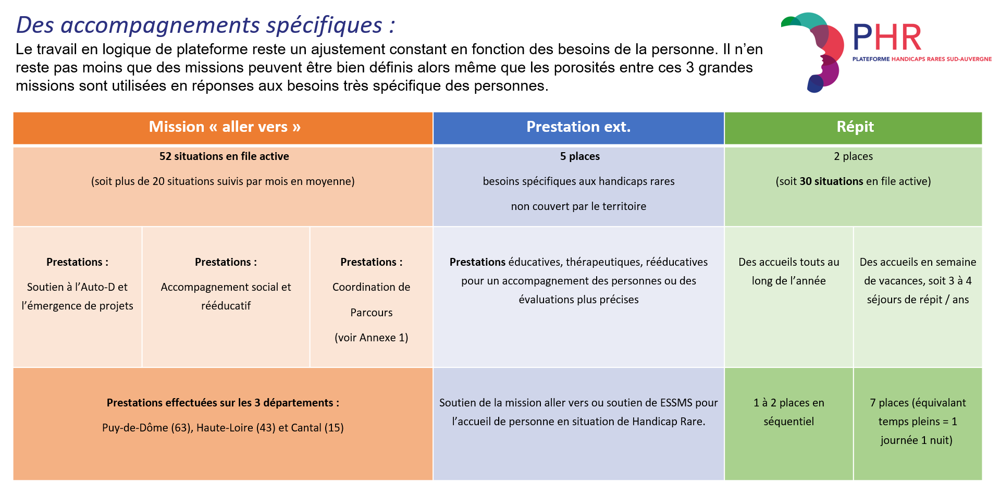 Des accompagnements spécifiques :
Le travail en logique de plateforme reste un ajustement constant en fonction des besoins de la personne. Il n’en
reste pas moins que des missions peuvent être bien définis alors même que les porosités entre ces 3 grandes
missions sont utilisées en réponses aux besoins très spécifique des personnes.
PHR
PLATEFORME HANDICAPS RARES SUD-AUVERGNE
Mission « aller vers »
Prestation ext.
Répit
52 situations en file active
(soit plus de 20 situations suivis par mois en moyenne)
5 places
besoins spécifiques aux handicaps rares
non couvert par le territoire
2 places
(soit 30 situations en file active)
Prestations :
Soutien à l’Auto-D et
l’émergence de projets
Prestations :
Accompagnement social et
rééducatif
Prestations :
Coordination de
Parcours
(voir Annexe 1)
Prestations éducatives, thérapeutiques, rééducatives
pour un accompagnement des personnes ou des
évaluations plus précises
Des accueils touts au
long de l’année
Des accueils en semaine
de vacances, soit 3 à 4
séjours de répit / ans
Prestations effectuées sur les 3 départements :
Puy-de-Dôme (63), Haute-Loire (43) et Cantal (15)
Soutien de la mission aller vers ou soutien de ESSMS pour
l’accueil de personne en situation de Handicap Rare.
1 à 2 places en
séquentiel
7 places (équivalant
temps pleins = 1
journée 1 nuit)